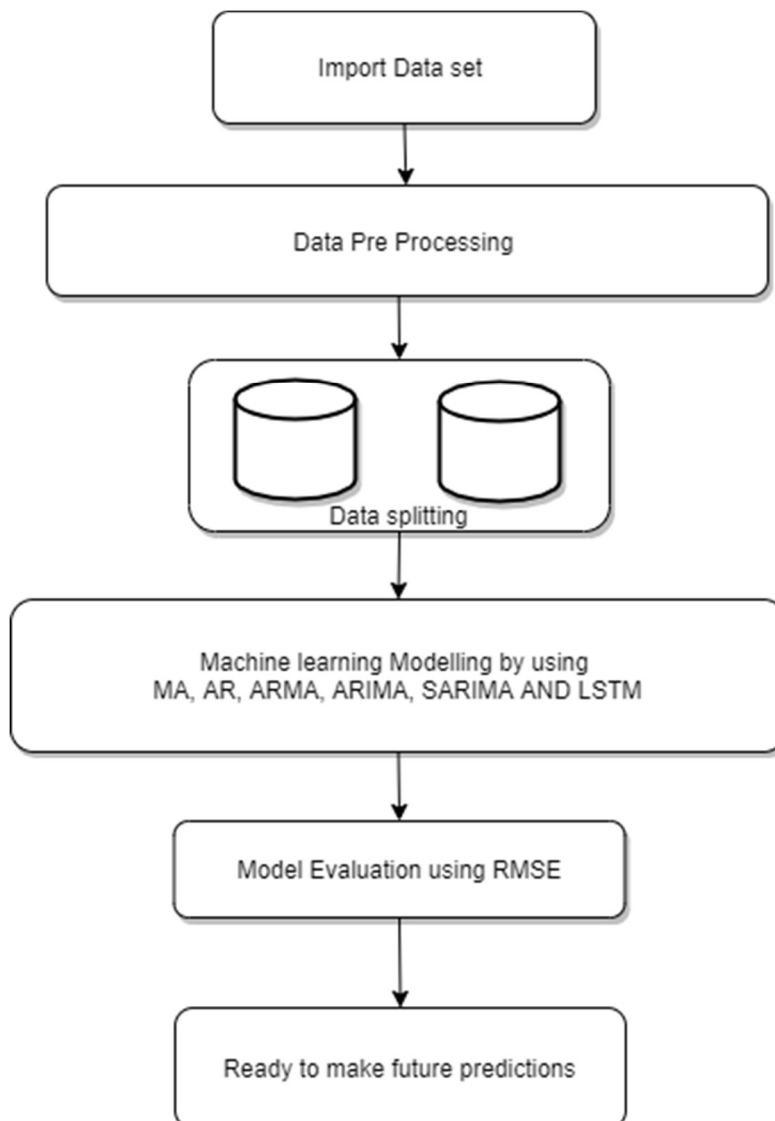 Import Data set
Data Pre Processing
Data splitting
Machine learning Modelling by using
MA, AR, ARMA, ARIMA, SARIMA AND LSTM
Model Evaluation using RMSE
Ready to make future predictions